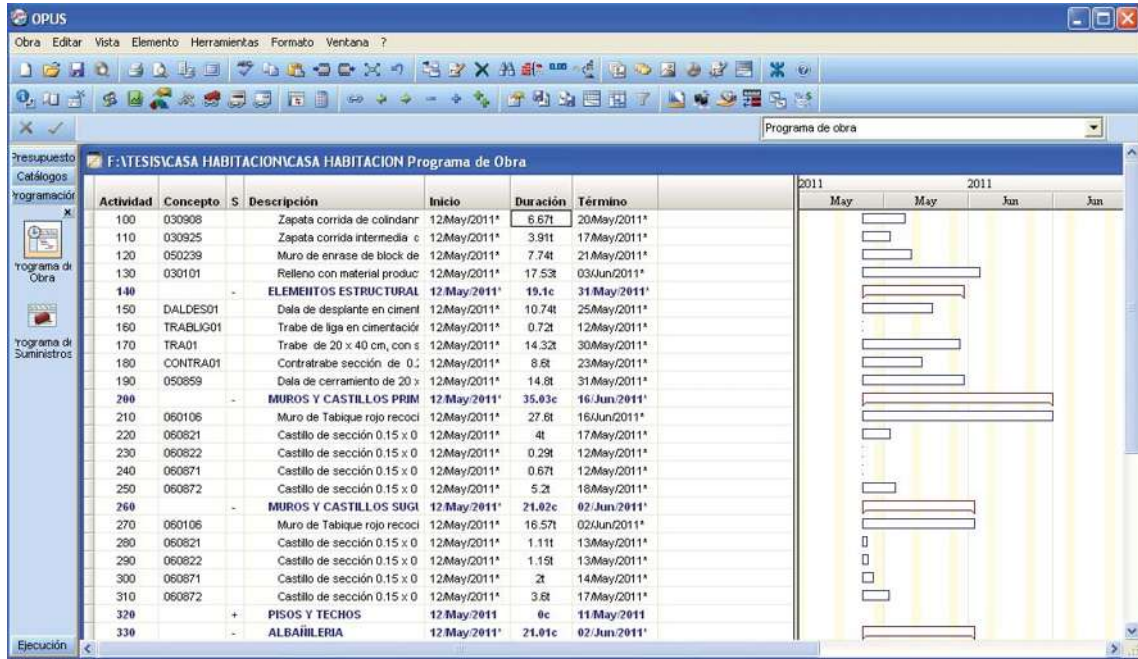 OPUS
Obra Editar Vista Elemento Herramientas Formato Ventana ?
Programa de obra
Presupuesto
Catálogos
Programación
Programa de Obra
Programa de Suministros
Ejecución
F:\TESIS\CASA HABITACION\CASA HABITACION Programa de Obra
2011 2011
Actividad Concepto S Descripción Inicio Duración Término May May Jun Jun
100 030908 Zapata corrida de colindanr 12/May/2011* 6.67t 20/May/2011*
110 030925 Zapata corrida intermedia c 12/May/2011* 3.91t 17/May/2011*
120 050239 Muro de enrase de block de 12/May/2011* 7.74t 21/May/2011*
130 030101 Relleno con material produc 12/May/2011* 17.53t 03/Jun/2011*
140 - ELEMENTOS ESTRUCTURAL 12/May/2011* 19.1c 31/May/2011*
150 DALDES01 Dala de desplante en ciment 12/May/2011* 10.74t 25/May/2011*
160 TRABLIG01 Trabe de liga en cimentación 12/May/2011* 0.72t 12/May/2011*
170 TRA01 Trabe de 20 x 40 cm, con s 12/May/2011* 14.32t 30/May/2011*
180 CONTRA01 Contratrabe sección de 0.2 12/May/2011* 8.6t 23/May/2011*
190 050859 Dala de cerramiento de 20 x 12/May/2011* 14.8t 31/May/2011*
200 - MUROS Y CASTILLOS PRIM 12/May/2011* 35.03c 16/Jun/2011*
210 060106 Muro de Tabique rojo recoci 12/May/2011* 27.6t 16/Jun/2011*
220 060821 Castillo de sección 0.15 x 0 12/May/2011* 4t 17/May/2011*
230 060822 Castillo de sección 0.15 x 0 12/May/2011* 0.29t 12/May/2011*
240 060871 Castillo de sección 0.15 x 0 12/May/2011* 0.67t 12/May/2011*
250 060872 Castillo de sección 0.15 x 0 12/May/2011* 5.2t 18/May/2011*
260 - MUROS Y CASTILLOS SUGU 12/May/2011* 21.02c 02/Jun/2011*
270 060106 Muro de Tabique rojo recoci 12/May/2011* 16.57t 02/Jun/2011*
280 060821 Castillo de sección 0.15 x 0 12/May/2011* 1.11t 13/May/2011*
290 060822 Castillo de sección 0.15 x 0 12/May/2011* 1.15t 13/May/2011*
300 060871 Castillo de sección 0.15 x 0 12/May/2011* 2t 14/May/2011*
310 060872 Castillo de sección 0.15 x 0 12/May/2011* 3.6t 17/May/2011*
320 + PISOS Y TECHOS 12/May/2011 0c 11/May/2011
330 - ALBAÑILERIA 12/May/2011* 21.01c 02/Jun/2011*